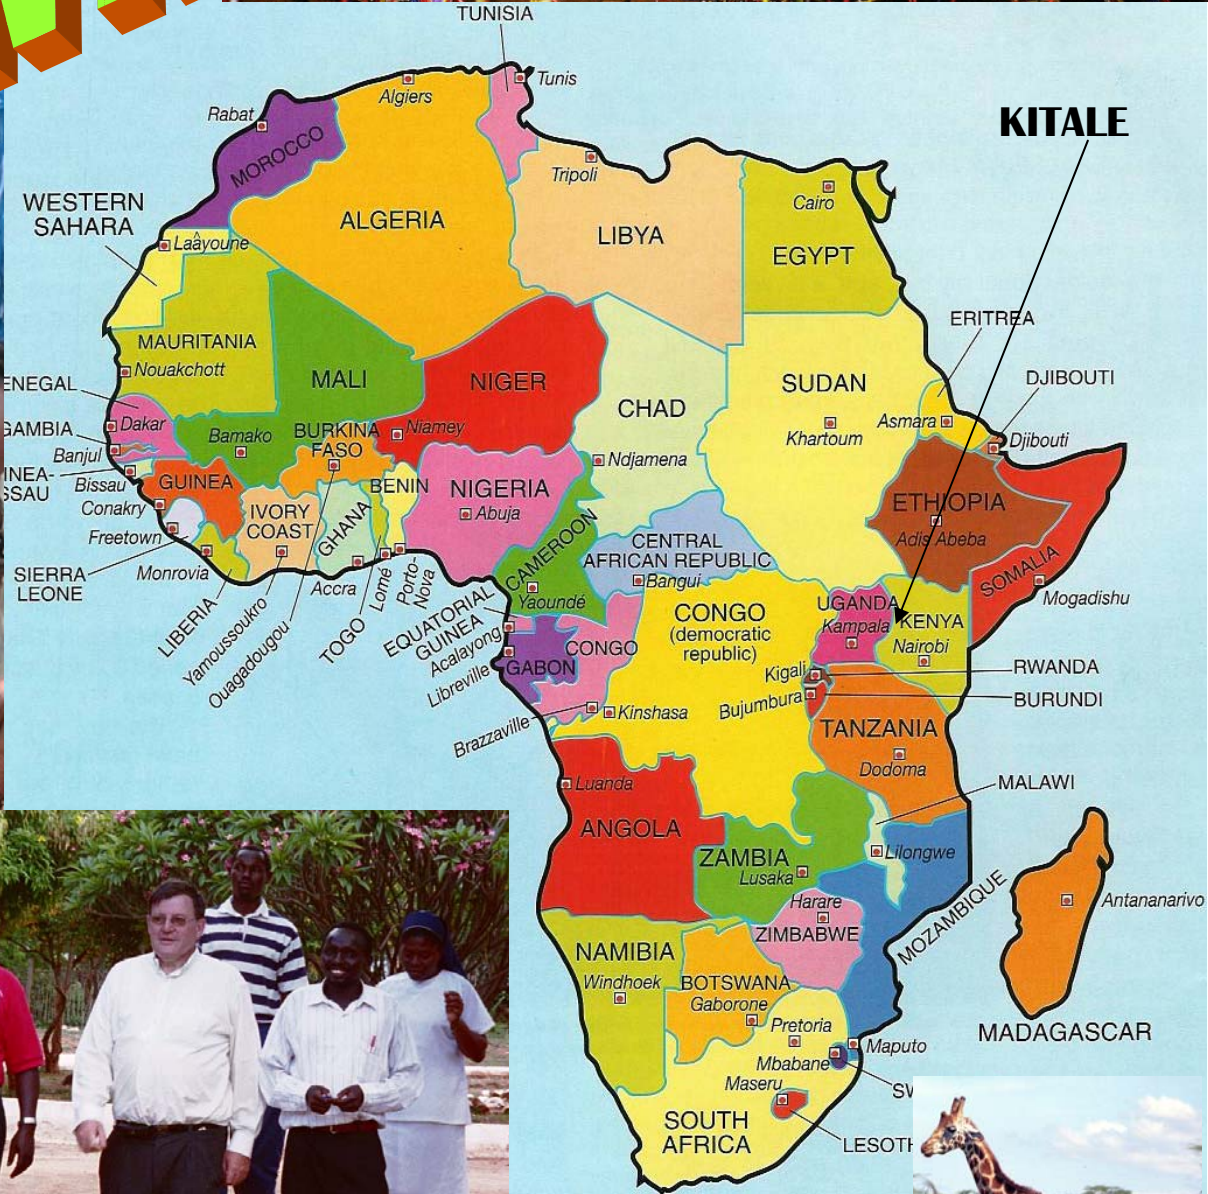 TUNISIA
Tunis
Algiers
Rabat
MOROCCO
KITALE
Tripoli
Cairo
WESTERN
SAHARA
Laâyoune
ALGERIA
LIBYA
EGYPT
MAURITANIA
Nouakchott
MALI
NIGER
CHAD
SUDAN
ERITREA
DJIBOUTI
ENEGAL
Dakar
GAMBIA
Banjul
Bamako
BURKINA
FASO
Niamey
Khartoum
Asmara
Djibouti
INEA-
SSAU
Bissau
GUINEA
Conakry
Freetown
SIERRA
LEONE
Monrovia
LIBERIA
IVORY
COAST
Yamoussoukro
Ouagadougou
GHANA
Accra
TOGO
Lomé
BENIN
Porto-
Nova
NIGERIA
Abuja
Ndjamena
CAMEROON
Yaoundé
CENTRAL
AFRICAN REPUBLIC
Bangui
ETHIOPIA
Adis Abeba
SOMALIA
Mogadishu
EQUATORIAL
GUINEA
Acalayong
Libreville
GABON
CONGO
Brazzaville
CONGO
(democratic
republic)
Kinshasa
UGANDA
Kampala
KENYA
Nairobi
Kigali
RWANDA
Bujumbura
BURUNDI
TANZANIA
Dodoma
MALAWI
Luanda
ANGOLA
ZAMBIA
Lusaka
Lilongwe
Harare
ZIMBABWE
MOZAMBIQUE
Antananarivo
MADAGASCAR
NAMIBIA
Windhoek
BOTSWANA
Gaborone
Pretoria
Mbabane
Maputo
SW
Maseru
LESOTH
SOUTH
AFRICA